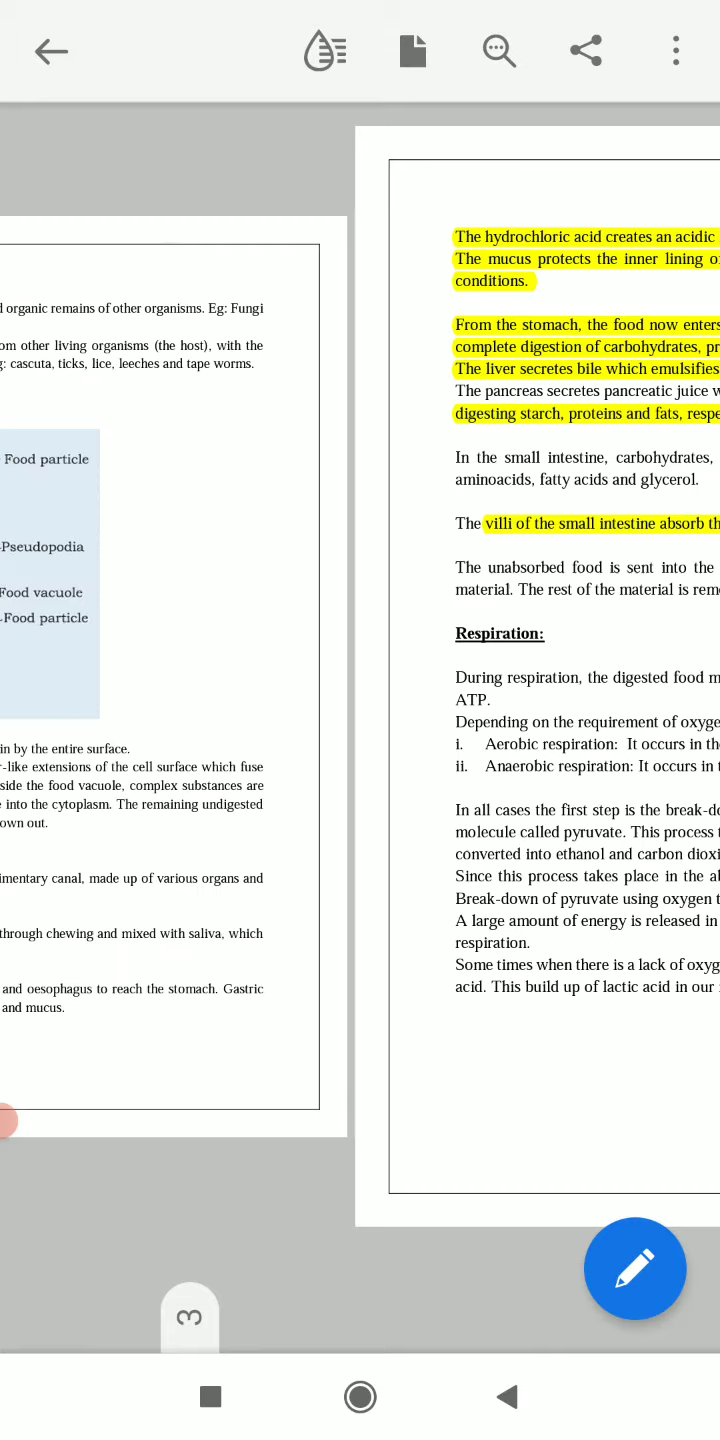 d organic remains of other organisms. Eg: Fungi
om other living organisms (the host), with the
g: cascuta, ticks, lice, leeches and tape worms.
Food particle
Pseudopodia
Food vacuole
Food particle
in by the entire surface.
r-like extensions of the cell surface which fuse
side the food vacuole, complex substances are
e into the cytoplasm. The remaining undigested
own out.
imentary canal, made up of various organs and
through chewing and mixed with saliva, which
and oesophagus to reach the stomach. Gastric
and mucus.
The hydrochloric acid creates an acidic
The mucus protects the inner lining o
conditions.
From the stomach, the food now enters
complete digestion of carbohydrates, pr
The liver secretes bile which emulsifies
The pancreas secretes pancreatic juice w
digesting starch, proteins and fats, respe
In the small intestine, carbohydrates,
aminoacids, fatty acids and glycerol.
The villi of the small intestine absorb th
The unabsorbed food is sent into the
material. The rest of the material is rem
Respiration:
During respiration, the digested food m
ATP.
Depending on the requirement of oxyge
i. Aerobic respiration: It occurs in th
ii. Anaerobic respiration: It occurs in t
In all cases the first step is the break-do
molecule called pyruvate. This process t
converted into ethanol and carbon dioxi
Since this process takes place in the ab
Break-down of pyruvate using oxygen t
A large amount of energy is released in
respiration.
Some times when there is a lack of oxyg
acid. This build up of lactic acid in our
3